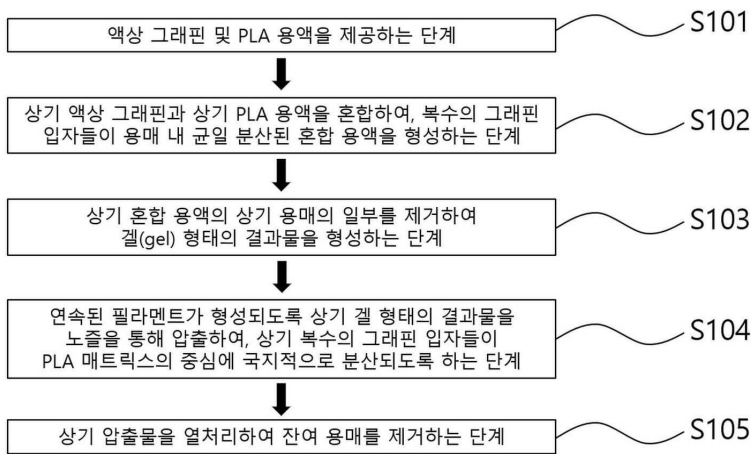 액상 그래핀 및 PLA 용액을 제공하는 단계
S101
상기 액상 그래핀과 상기 PLA 용액을 혼합하여, 복수의 그래핀
입자들이 용매 내 균일 분산된 혼합 용액을 형성하는 단계
S102
상기 혼합 용액의 상기 용매의 일부를 제거하여
겔(gel) 형태의 결과물을 형성하는 단계
S103
연속된 필라멘트가 형성되도록 상기 겔 형태의 결과물을
노즐을 통해 압출하여, 상기 복수의 그래핀 입자들이
PLA 매트릭스의 중심에 국지적으로 분산되도록 하는 단계
S104
상기 압출물을 열처리하여 잔여 용매를 제거하는 단계
S105